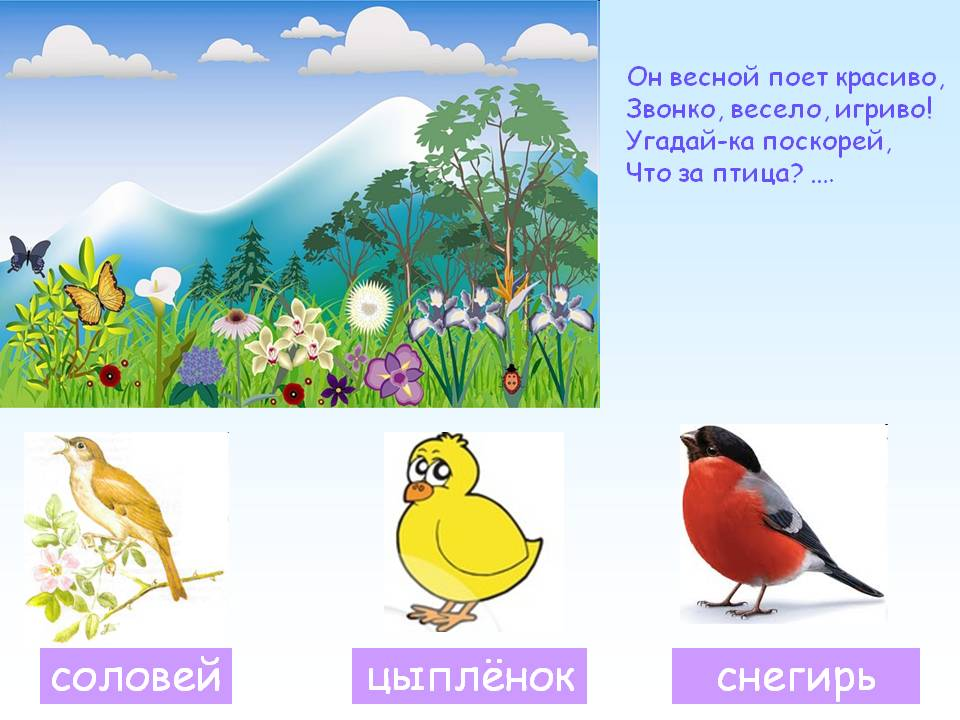 Он весной поет красиво,
Звонко, весело, игриво!
Угадай-ка поскорей,
Что за птица? ....
соловей
цыплёнок
снегирь